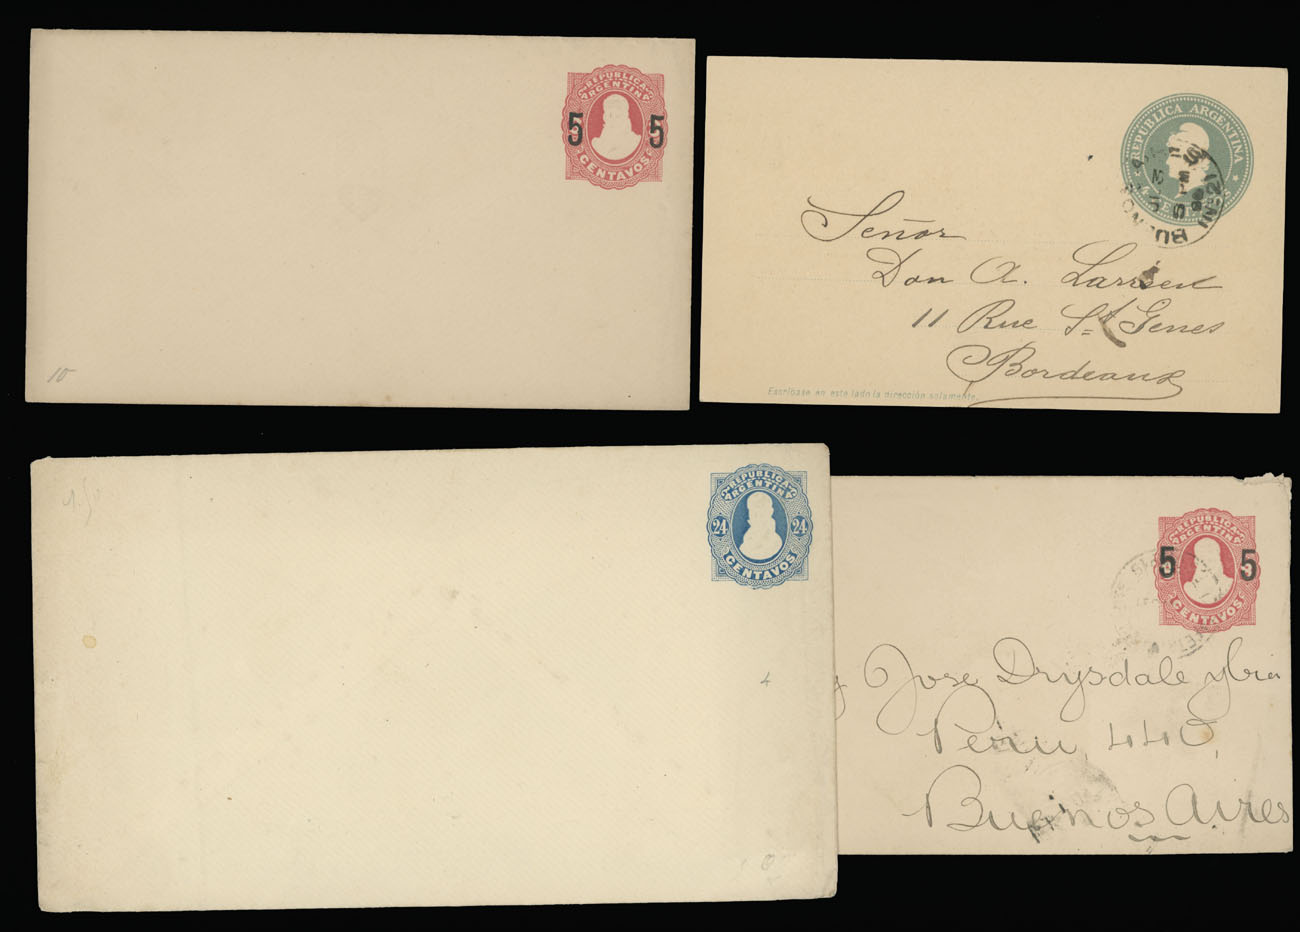 REPUBLICA
ARGENTINA
5 5
CENTAVOS
10
REPUBLICA ARGENTINA
Señor
Don A. Larsen
11 Rue St Genes
Bordeaux
Escríbase en este lado la dirección solamente.
REPUBLICA
ARGENTINA
24 24
CENTAVOS
4
REPUBLICA
ARGENTINA
5 5
CENTAVOS
Jose Drysdale y Cia
Peru, 440,
Buenos Aires